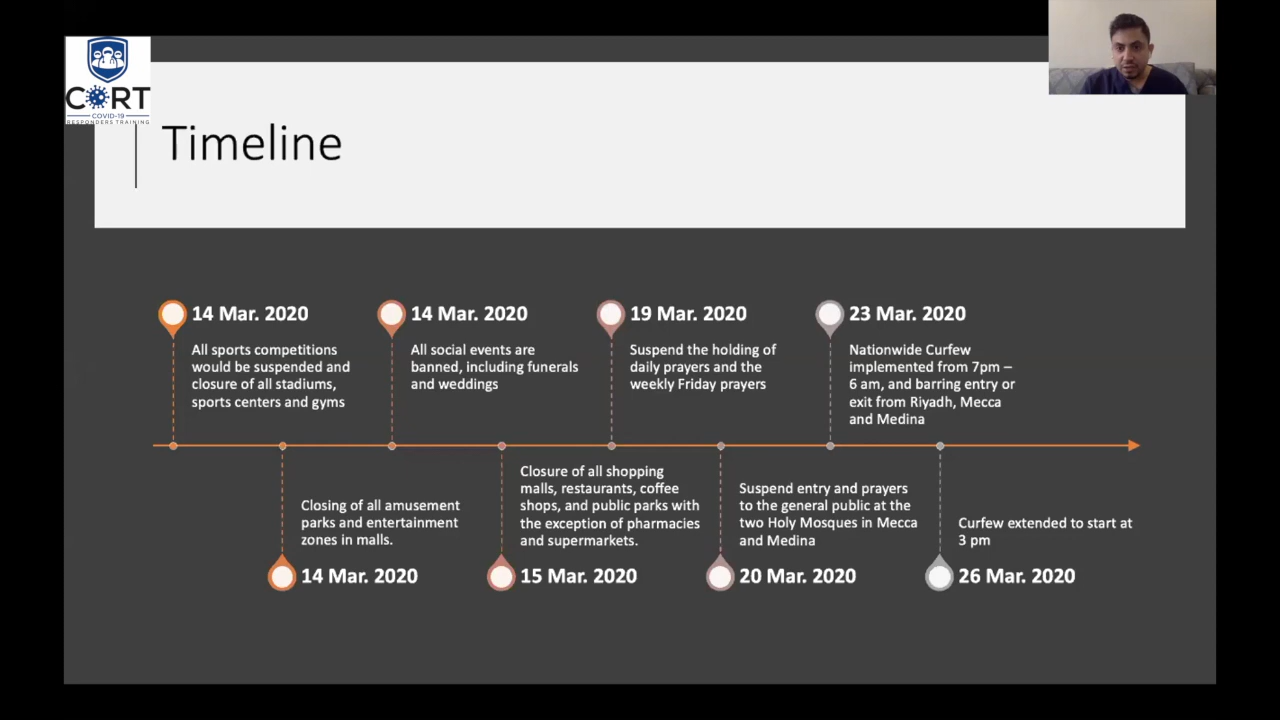 CORT
COVID-19
RESPONDERS TRAINING
Timeline
14 Mar. 2020
All sports competitions
would be suspended and
closure of all stadiums,
sports centers and gyms
14 Mar. 2020
All social events are
banned, including funerals
and weddings
19 Mar. 2020
Suspend the holding of
daily prayers and the
weekly Friday prayers
23 Mar. 2020
Nationwide Curfew
implemented from 7pm –
6 am, and barring entry or
exit from Riyadh, Mecca
and Medina
Closing of all amusement
parks and entertainment
zones in malls.
14 Mar. 2020
Closure of all shopping
malls, restaurants, coffee
shops, and public parks with
the exception of pharmacies
and supermarkets.
15 Mar. 2020
Suspend entry and prayers
to the general public at the
two Holy Mosques in Mecca
and Medina
20 Mar. 2020
Curfew extended to start at
3 pm
26 Mar. 2020